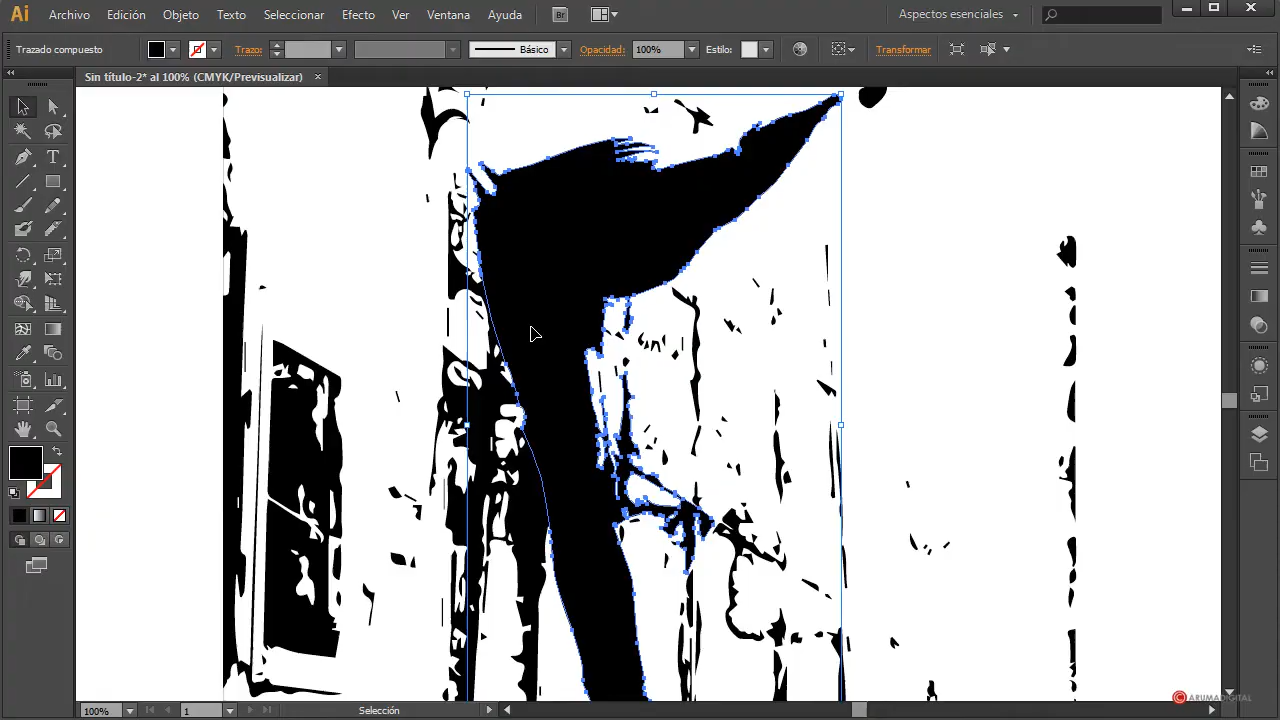 Ai Archivo Edición Objeto Texto Seleccionar Efecto Ver Ventana Ayuda Br Aspectos esenciales
Trazado compuesto Trazo: Básico Opacidad: 100% Estilo: Transformar
Sin título-2* al 100% (CMYK/Previsualizar)
© ARUMADIGITAL
100% 1 Selección